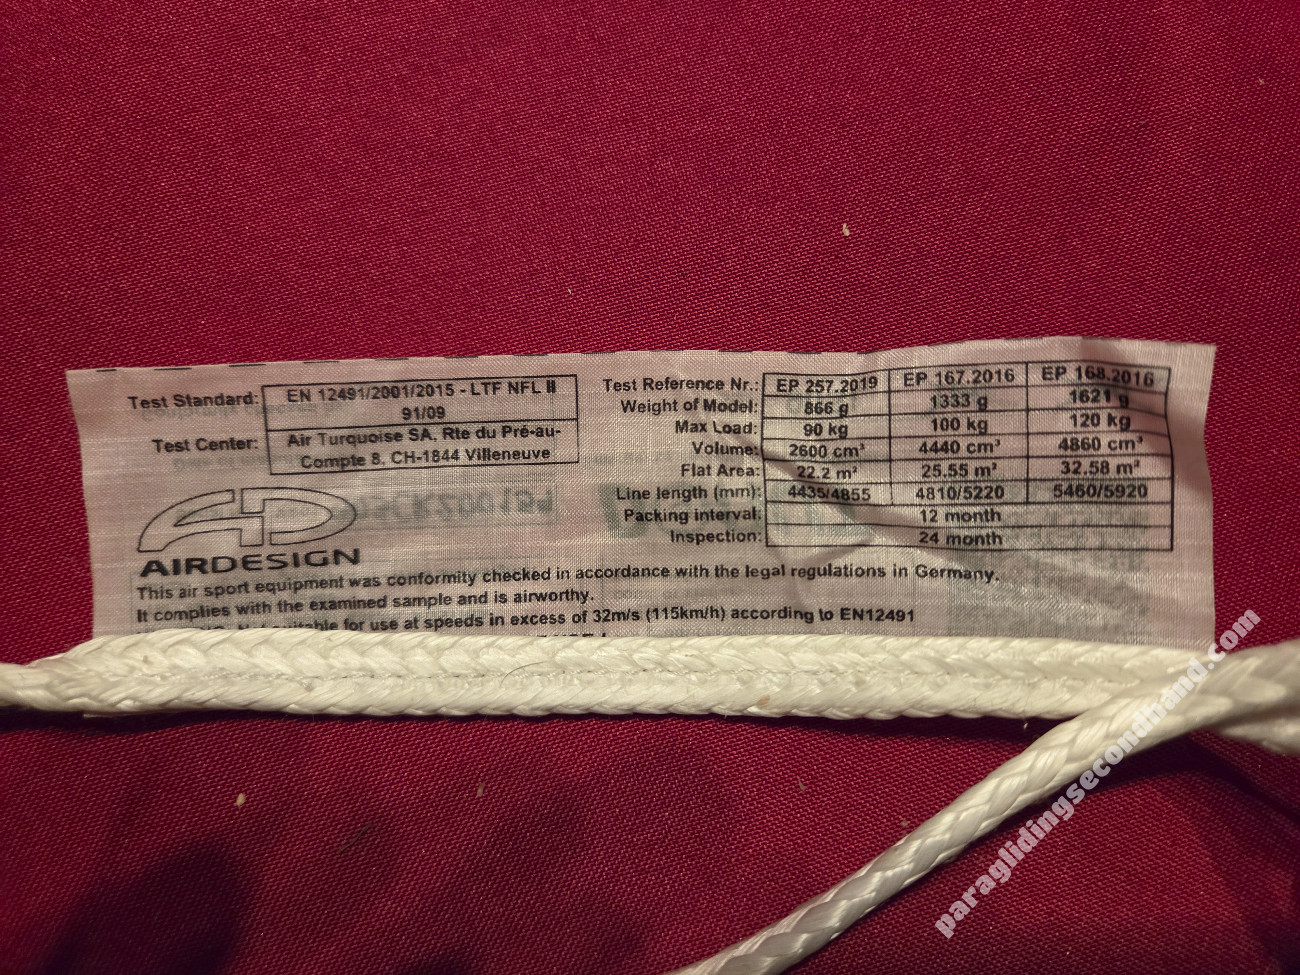 Test Standard: EN 12491/2001/2015 - LTF NFL II
91/09
Test Center: Air Turquoise SA, Rte du Pré-au-
Compte 8, CH-1844 Villeneuve
AIRDESIGN
Test Reference Nr.: EP 257.2019 EP 167.2016 EP 168.2016
Weight of Model: 866 g 1333 g 1621 g
Max Load: 90 kg 100 kg 120 kg
Volume: 2600 cm³ 4440 cm³ 4860 cm³
Flat Area: 22.2 m² 25.55 m² 32.58 m²
Line length (mm): 4435/4855 4810/5220 5460/5920
Packing interval: 12 month
Inspection: 24 month
This air sport equipment was conformity checked in accordance with the legal regulations in Germany.
It complies with the examined sample and is airworthy.
for use at speeds in excess of 32m/s (115km/h) according to EN12491
paraglidingsecondhand.com